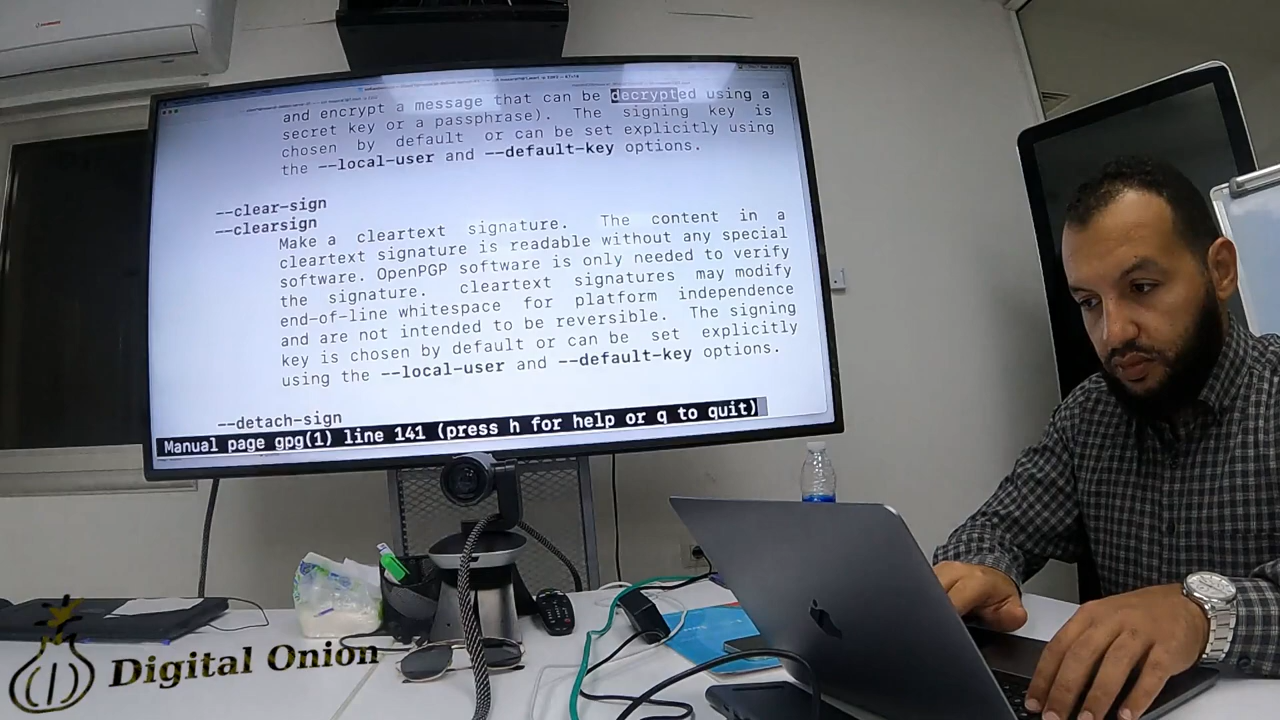 and encrypt a message that can be decrypted using a
secret key or a passphrase). The signing key is
chosen by default or can be set explicitly using
the --local-user and --default-key options.
--clear-sign
--clearsign
Make a cleartext signature. The content in a
cleartext signature is readable without any special
software. OpenPGP software is only needed to verify
the signature. cleartext signatures may modify
end-of-line whitespace for platform independence
and are not intended to be reversible. The signing
key is chosen by default or can be set explicitly
using the --local-user and --default-key options.
--detach-sign
Manual page gpg(1) line 141 (press h for help or q to quit)
Digital Onion